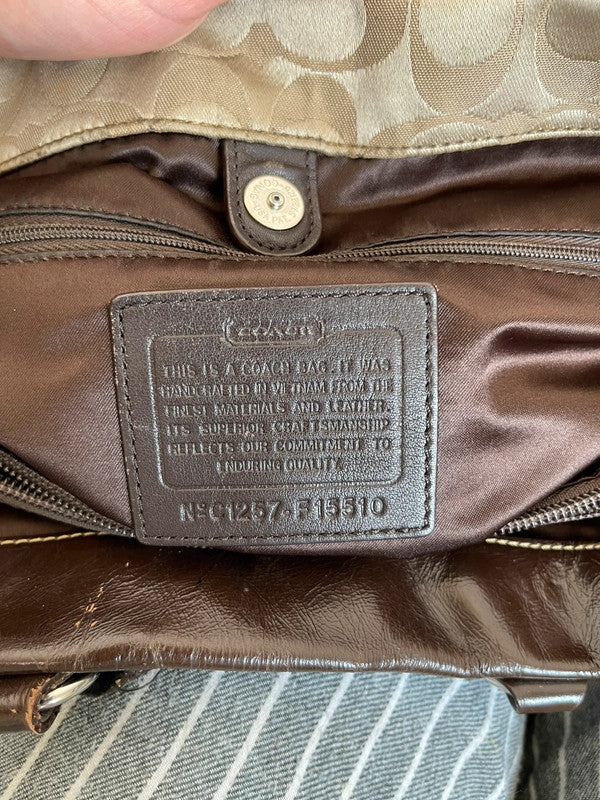 COACH
THIS IS A COACH BAG. IT WAS
HANDCRAFTED IN VIETNAM FROM THE
FINEST MATERIALS AND LEATHER.
ITS SUPERIOR CRAFTSMANSHIP
REFLECTS OUR COMMITMENT TO
ENDURING QUALITY.
Nº C1257-F15510